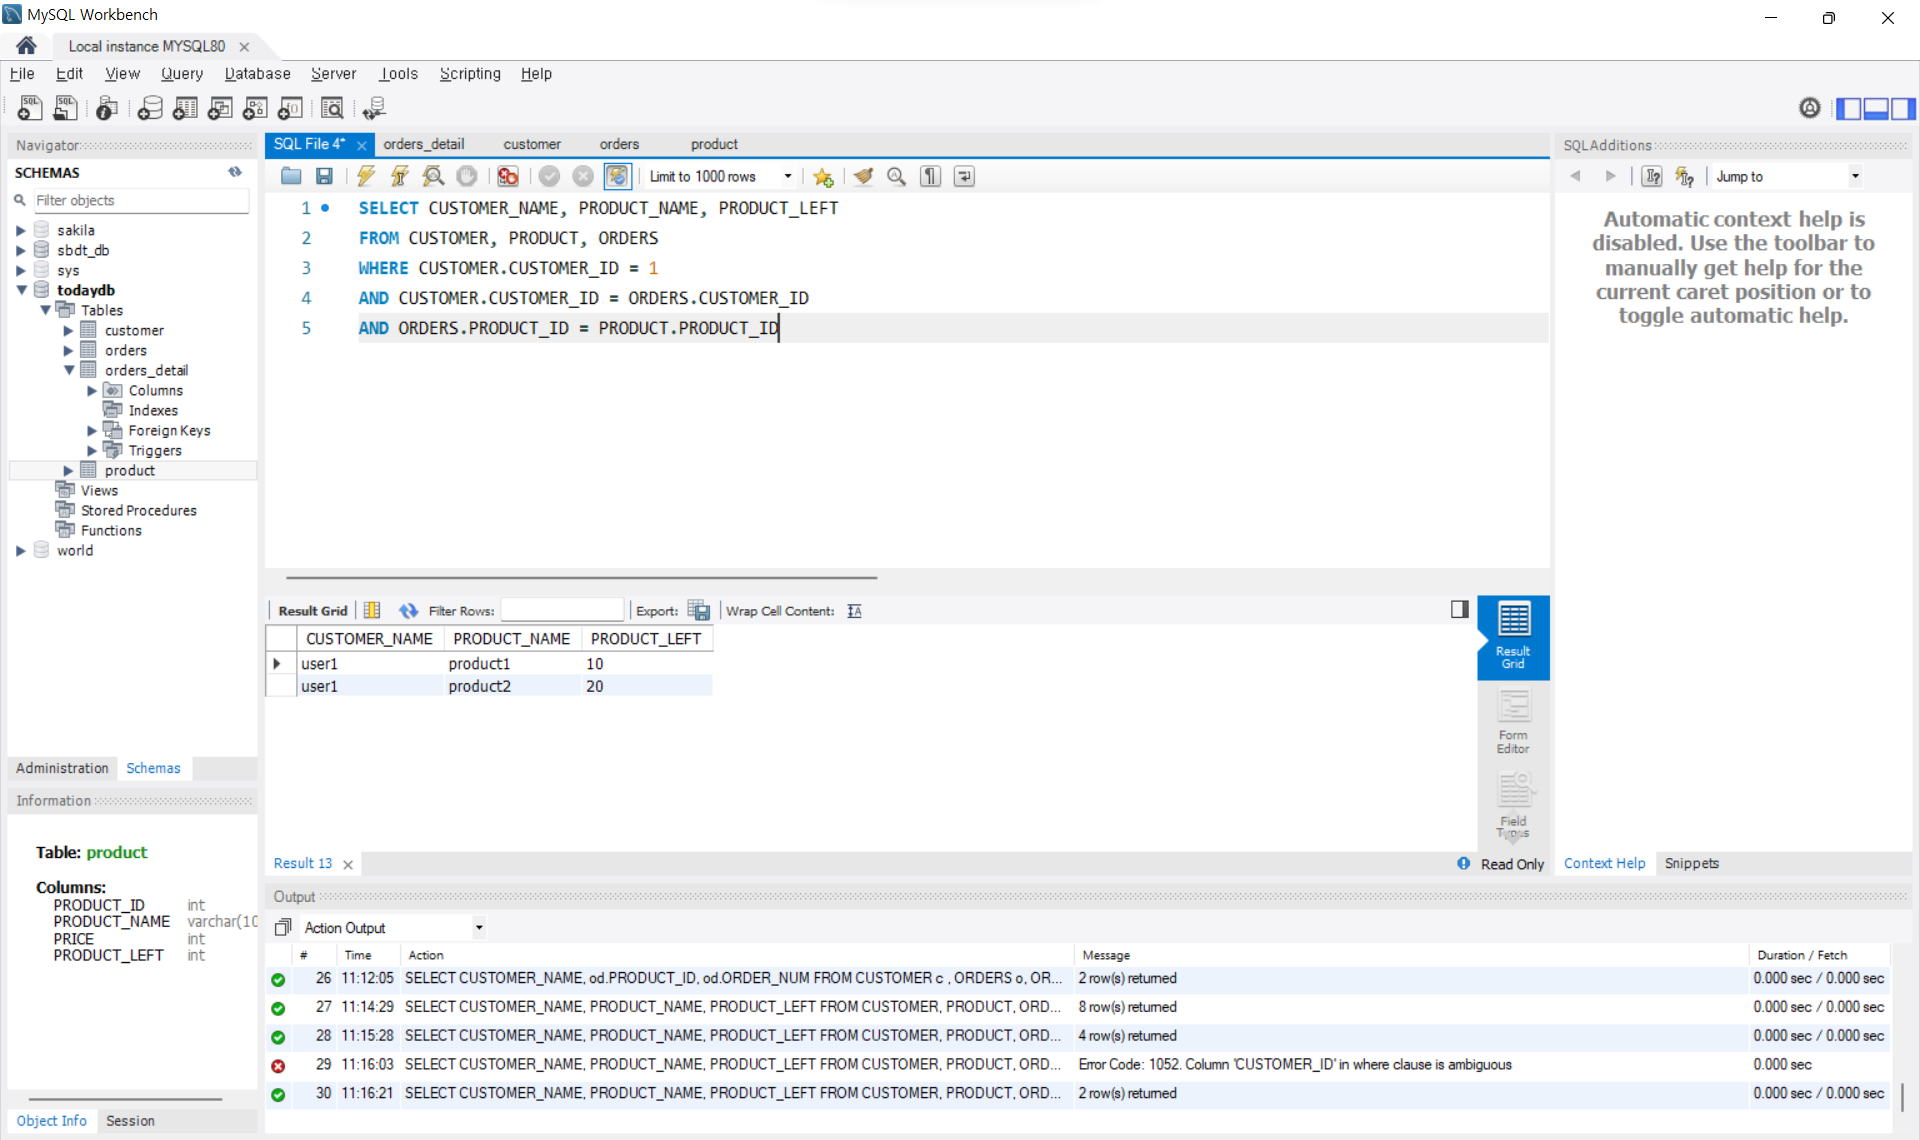 MySQL Workbench
Local instance MYSQL80
File Edit View Query Database Server Tools Scripting Help
Navigator
SCHEMAS
Filter objects
sakila
sbdt_db
sys
todaydb
Tables
customer
orders
orders_detail
Columns
Indexes
Foreign Keys
Triggers
product
Views
Stored Procedures
Functions
world
Administration Schemas
Information
Table: product
Columns:
PRODUCT_ID int
PRODUCT_NAME varchar(10
PRICE int
PRODUCT_LEFT int
Object Info Session
SQL File 4* orders_detail customer orders product
Limit to 1000 rows
1 SELECT CUSTOMER_NAME, PRODUCT_NAME, PRODUCT_LEFT
2 FROM CUSTOMER, PRODUCT, ORDERS
3 WHERE CUSTOMER.CUSTOMER_ID = 1
4 AND CUSTOMER.CUSTOMER_ID = ORDERS.CUSTOMER_ID
5 AND ORDERS.PRODUCT_ID = PRODUCT.PRODUCT_ID
Result Grid Filter Rows: Export: Wrap Cell Content:
CUSTOMER_NAME PRODUCT_NAME PRODUCT_LEFT
user1 product1 10
user1 product2 20
Result
Grid
Form
Editor
Field
Types
Result 13
Read Only
SQLAdditions
Jump to
Automatic context help is
disabled. Use the toolbar to
manually get help for the
current caret position or to
toggle automatic help.
Context Help Snippets
Output
Action Output
# Time Action Message Duration / Fetch
26 11:12:05 SELECT CUSTOMER_NAME, od.PRODUCT_ID, od.ORDER_NUM FROM CUSTOMER c , ORDERS o, OR... 2 row(s) returned 0.000 sec / 0.000 sec
27 11:14:29 SELECT CUSTOMER_NAME, PRODUCT_NAME, PRODUCT_LEFT FROM CUSTOMER, PRODUCT, ORD... 8 row(s) returned 0.000 sec / 0.000 sec
28 11:15:28 SELECT CUSTOMER_NAME, PRODUCT_NAME, PRODUCT_LEFT FROM CUSTOMER, PRODUCT, ORD... 4 row(s) returned 0.000 sec / 0.000 sec
29 11:16:03 SELECT CUSTOMER_NAME, PRODUCT_NAME, PRODUCT_LEFT FROM CUSTOMER, PRODUCT, ORD... Error Code: 1052. Column 'CUSTOMER_ID' in where clause is ambiguous 0.000 sec
30 11:16:21 SELECT CUSTOMER_NAME, PRODUCT_NAME, PRODUCT_LEFT FROM CUSTOMER, PRODUCT, ORD... 2 row(s) returned 0.000 sec / 0.000 sec